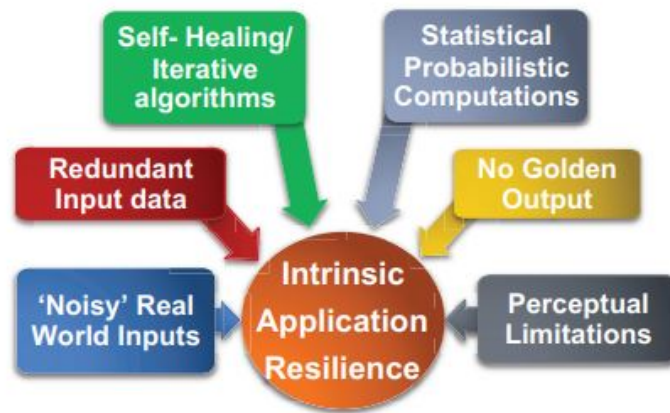 Self- Healing/
Iterative
algorithms
Statistical
Probabilistic
Computations
Redundant
Input data
No Golden
Output
‘Noisy’ Real
World Inputs
Intrinsic
Application
Resilience
Perceptual
Limitations